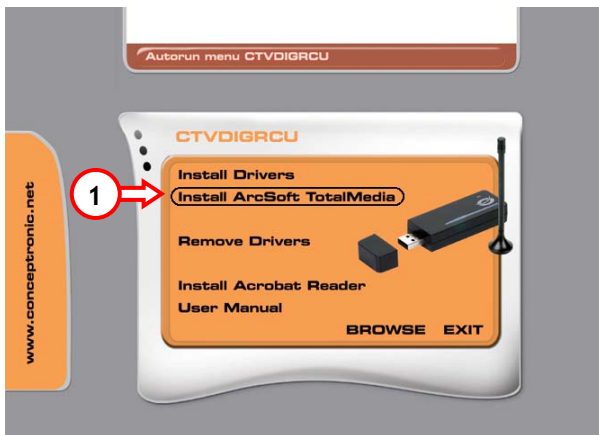 Autorun menu CTVDIGRCU
CTVDIGRCU
Install Drivers
1
Install ArcSoft TotalMedia
Remove Drivers
Install Acrobat Reader
User Manual
BROWSE EXIT
www.conceptronic.net